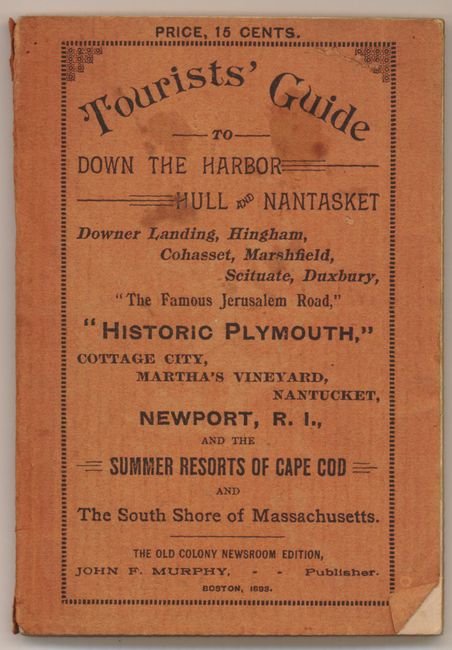 PRICE, 15 CENTS.
Tourists' Guide
TO
DOWN THE HARBOR
HULL AND NANTASKET
Downer Landing, Hingham,
Cohasset, Marshfield,
Scituate, Duxbury,
"The Famous Jerusalem Road,"
"HISTORIC PLYMOUTH,"
COTTAGE CITY,
MARTHA'S VINEYARD,
NANTUCKET,
NEWPORT, R. I.,
AND THE
SUMMER RESORTS OF CAPE COD
AND
The South Shore of Massachusetts.
THE OLD COLONY NEWSROOM EDITION,
JOHN F. MURPHY, - - Publisher.
BOSTON, 1893.